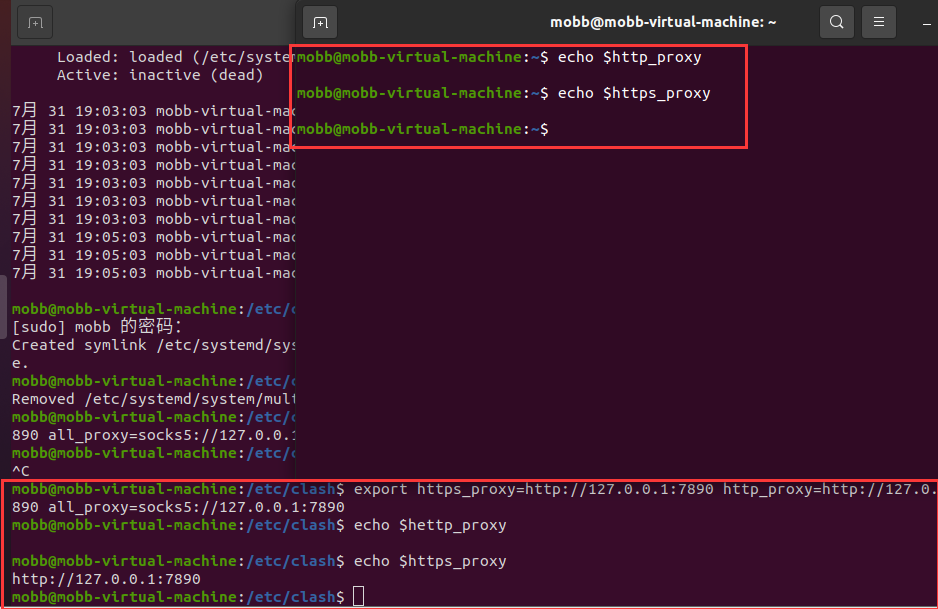 mobb@mobb-virtual-machine: ~
Loaded: loaded (/etc/syste
Active: inactive (dead)
7月 31 19:03:03 mobb-virtual-mac
7月 31 19:03:03 mobb-virtual-mac
7月 31 19:03:03 mobb-virtual-mac
7月 31 19:03:03 mobb-virtual-mac
7月 31 19:03:03 mobb-virtual-mac
7月 31 19:03:03 mobb-virtual-mac
7月 31 19:03:03 mobb-virtual-mac
7月 31 19:05:03 mobb-virtual-mac
7月 31 19:05:03 mobb-virtual-mac
7月 31 19:05:03 mobb-virtual-mac
mobb@mobb-virtual-machine:/etc/c
[sudo] mobb 的密码：
Created symlink /etc/systemd/sys
e.
mobb@mobb-virtual-machine:/etc/c
Removed /etc/systemd/system/mult
mobb@mobb-virtual-machine:/etc/c
890 all_proxy=socks5://127.0.0.1
mobb@mobb-virtual-machine:/etc/c
^C
mobb@mobb-virtual-machine:/etc/clash$ export https_proxy=http://127.0.0.1:7890 http_proxy=http://127.0.
890 all_proxy=socks5://127.0.0.1:7890
mobb@mobb-virtual-machine:/etc/clash$ echo $hettp_proxy
mobb@mobb-virtual-machine:/etc/clash$ echo $https_proxy
http://127.0.0.1:7890
mobb@mobb-virtual-machine:/etc/clash$
mobb@mobb-virtual-machine:~$ echo $http_proxy
mobb@mobb-virtual-machine:~$ echo $https_proxy
mobb@mobb-virtual-machine:~$